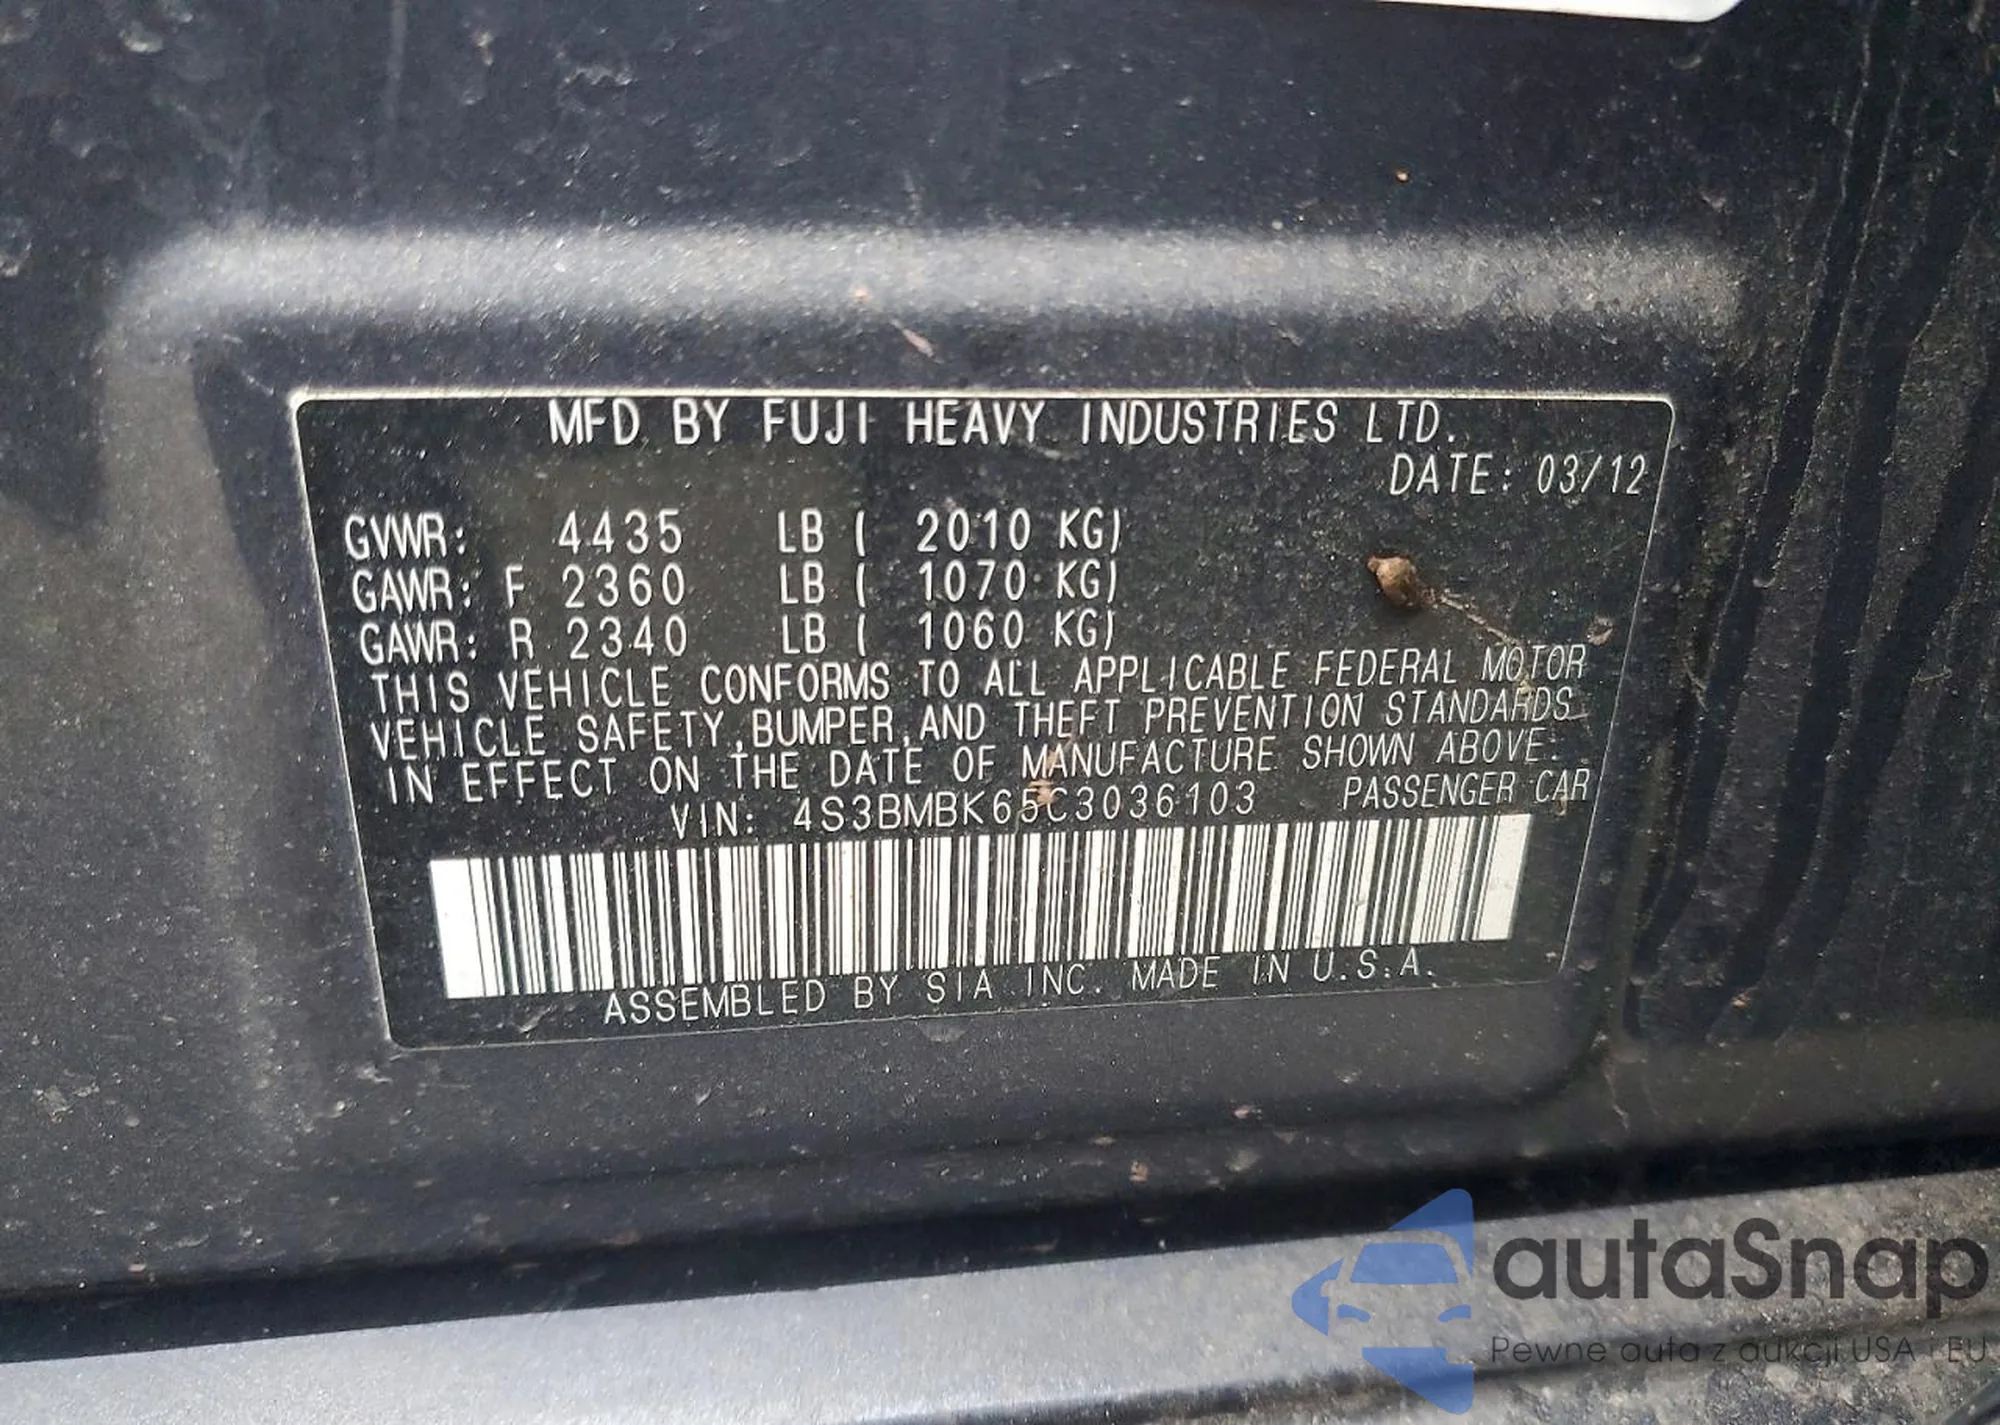 MFD BY FUJI HEAVY INDUSTRIES LTD.
DATE: 03/12
GVWR: 4435 LB ( 2010 KG)
GAWR: F 2360 LB ( 1070 KG)
GAWR: R 2340 LB ( 1060 KG)
THIS VEHICLE CONFORMS TO ALL APPLICABLE FEDERAL MOTOR
VEHICLE SAFETY,BUMPER,AND THEFT PREVENTION STANDARDS
IN EFFECT ON THE DATE OF MANUFACTURE SHOWN ABOVE.
VIN: 4S3BMBK65C3036103 PASSENGER CAR
ASSEMBLED BY SIA INC. MADE IN U.S.A.
autaSnap
Pewne auta z aukcji USA i EU